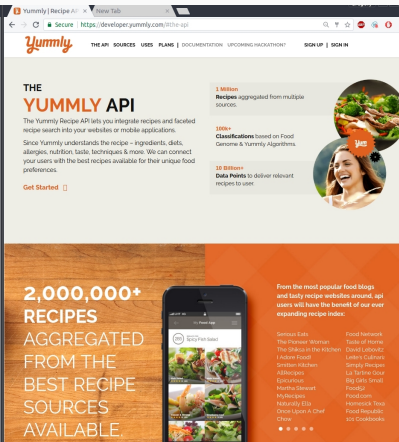 Yummly | Recipe AP
New Tab
Secure | https://developer.yummly.com/#the-api
Yummly
THE API SOURCES USES PLANS | DOCUMENTATION UPCOMING HACKATHON? SIGN UP | SIGN IN
THE
YUMMLY API
The Yummly Recipe API lets you integrate recipes and faceted
recipe search into your websites or mobile applications.
Since Yummly understands the recipe – ingredients, diets,
allergies, nutrition, taste, techniques & more. We can connect
your users with the best recipes available for their unique food
preferences.
Get Started
1 Million
Recipes aggregated from multiple
sources.
100k+
Classifications based on Food
Genome & Yummly Algorithms.
10 Billion+
Data Points to deliver relevant
recipes to user.
Yum
2,000,000+
RECIPES
AGGREGATED
FROM THE
BEST RECIPE
SOURCES
AVAILABLE.
My Food App
Spicy Fish Salad
From the most popular food blogs
and tasty recipe websites around, api
users will have the benefit of our ever
expanding recipe index:
Serious Eats
The Pioneer Woman
The Shiksa in the Kitchen
I Adore Food!
Smitten Kitchen
AllRecipes
Epicurious
Martha Stewart
MyRecipes
Naturally Ella
Once Upon A Chef
Chow
Food Network
Taste of Home
David Lebovitz
Leite's Culinaria
Simply Recipes
La Tartine Gour
Big Girls Small
Food52
Food.com
Homesick Texa
Food Republic
101 Cookbooks